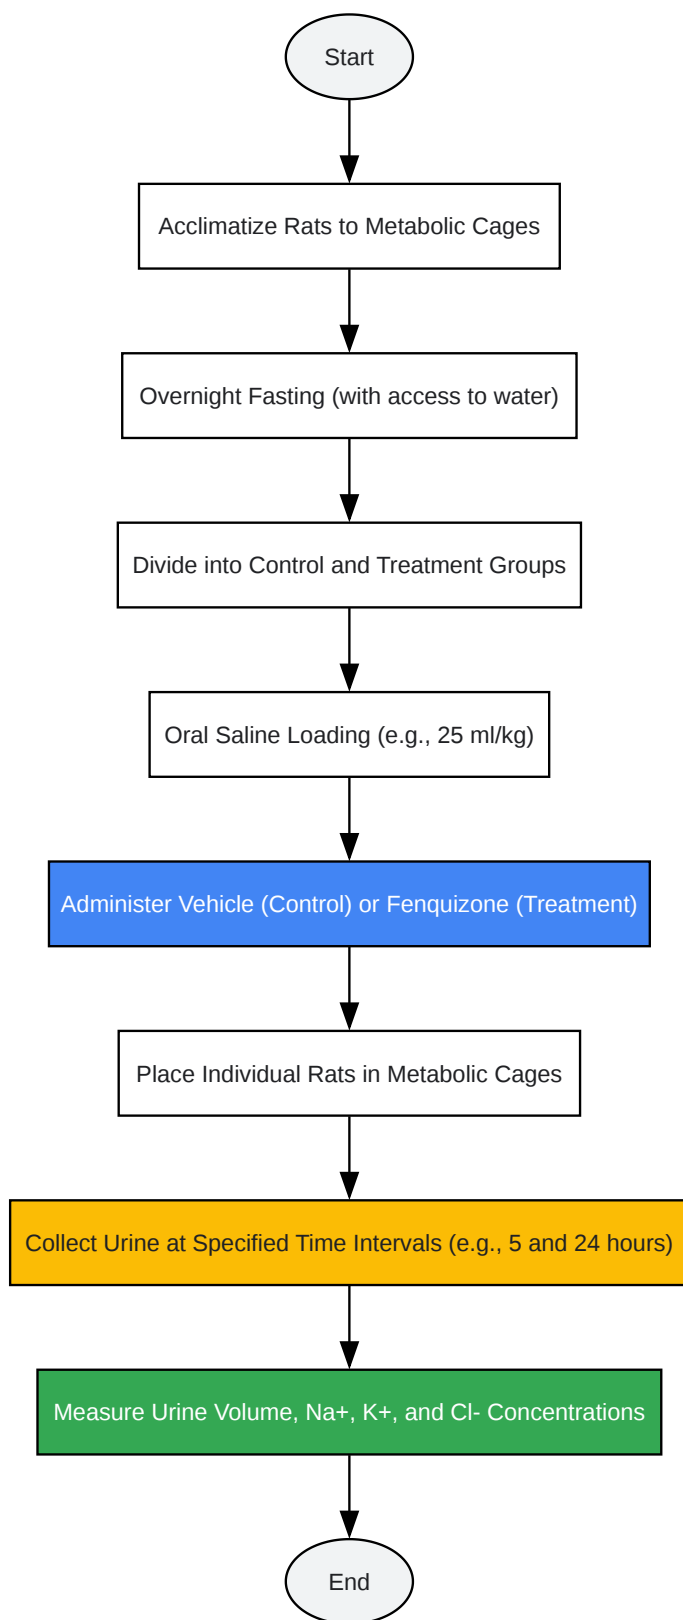 Start
Acclimatize Rats to Metabolic Cages
Overnight Fasting (with access to water)
Divide into Control and Treatment Groups
Oral Saline Loading (e.g., 25 ml/kg)
Administer Vehicle (Control) or Fenquizone (Treatment)
Place Individual Rats in Metabolic Cages
Collect Urine at Specified Time Intervals (e.g., 5 and 24 hours)
Measure Urine Volume, Na+, K+, and Cl- Concentrations
End